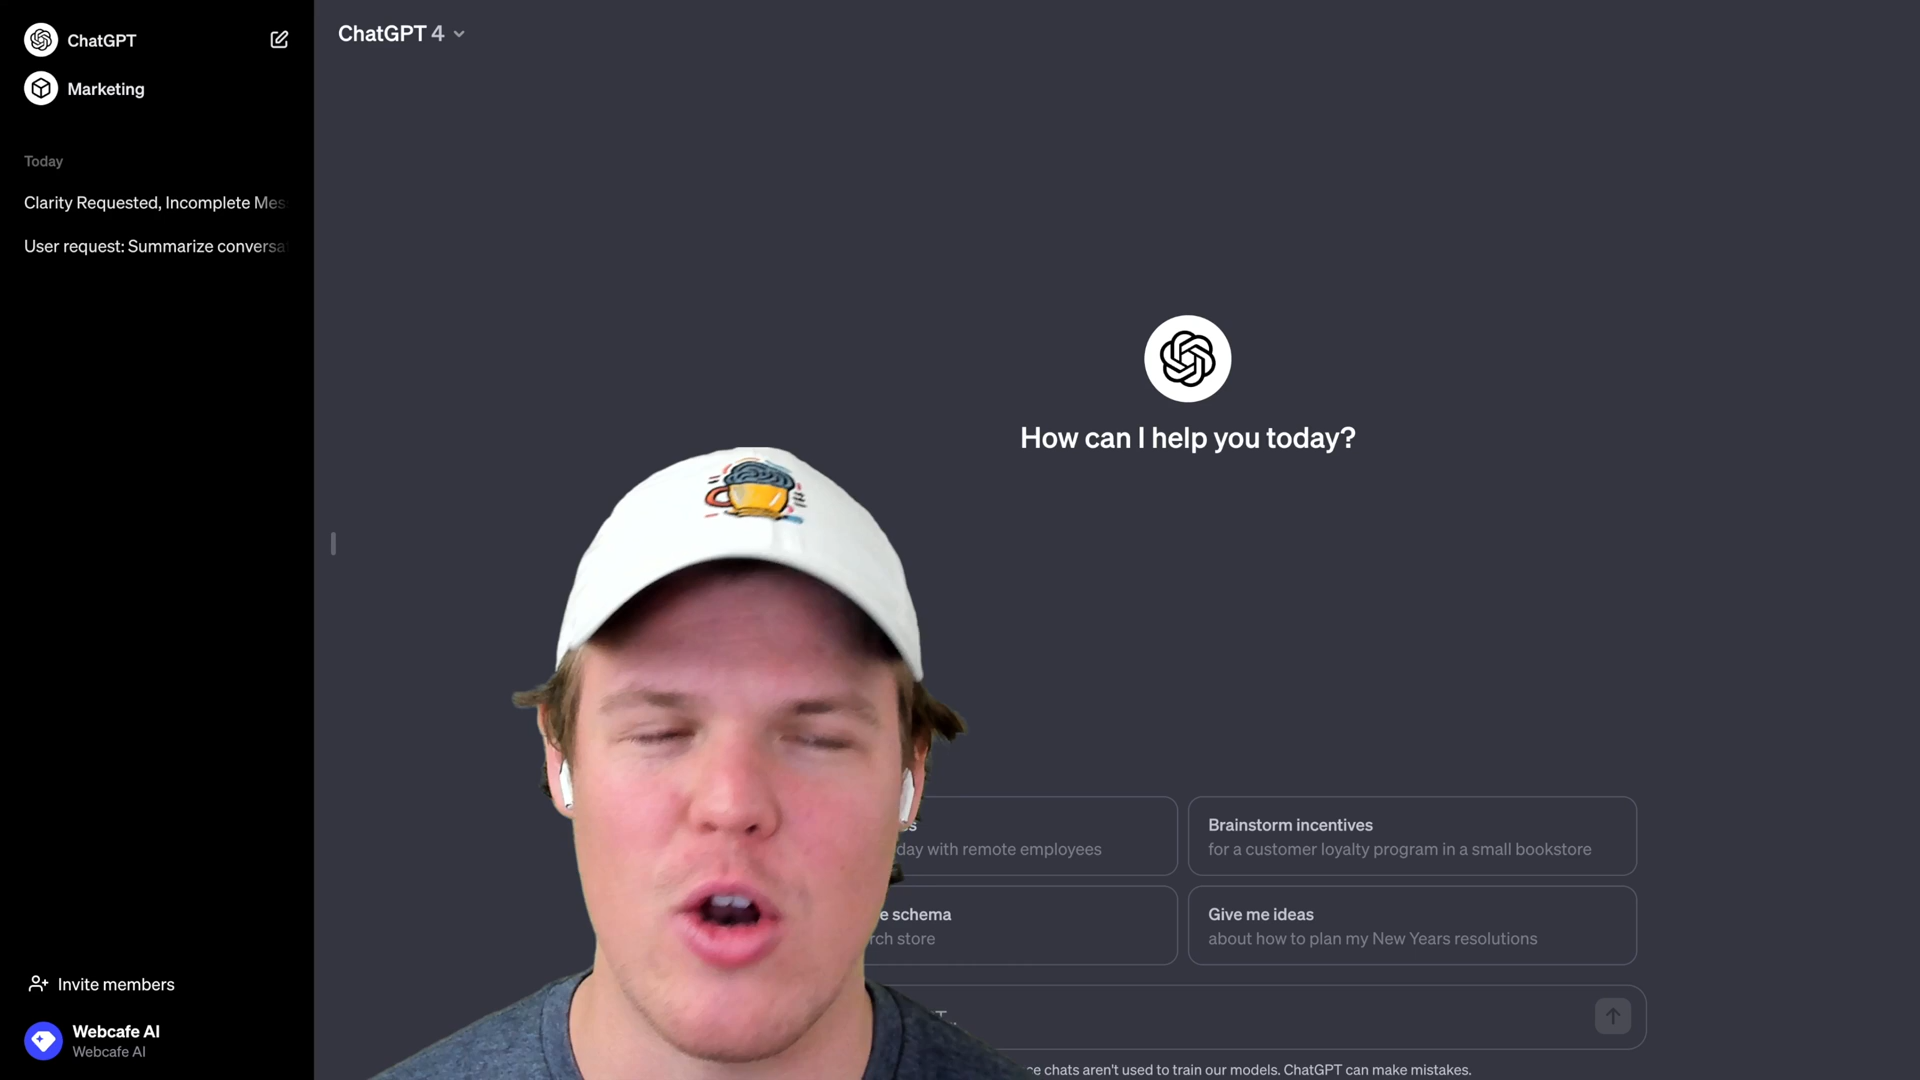 ChatGPT
Marketing
Today
Clarity Requested, Incomplete Mes
User request: Summarize conversa
Invite members
Webcafe AI
Webcafe AI
ChatGPT 4
How can I help you today?
day with remote employees
Brainstorm incentives
for a customer loyalty program in a small bookstore
schema
store
Give me ideas
about how to plan my New Years resolutions
chats aren't used to train our models. ChatGPT can make mistakes.